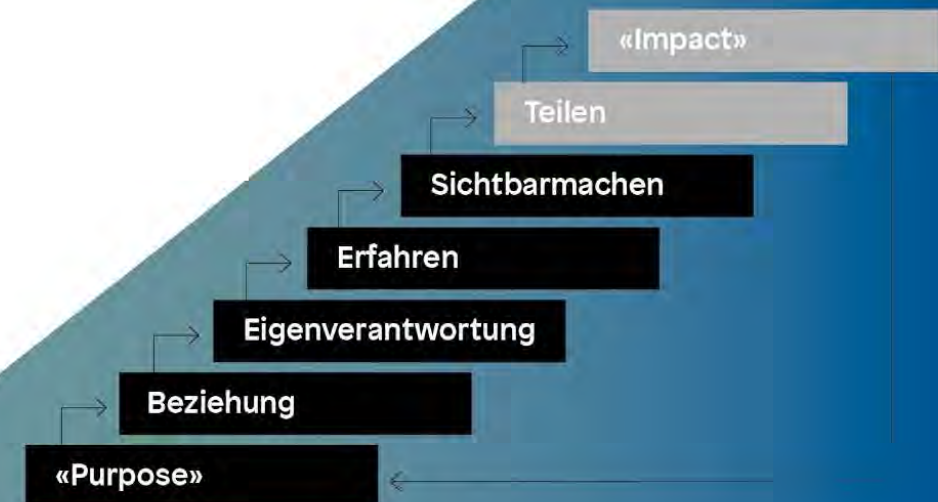 «Impact»
Teilen
Sichtbarmachen
Erfahren
Eigenverantwortung
Beziehung
«Purpose»